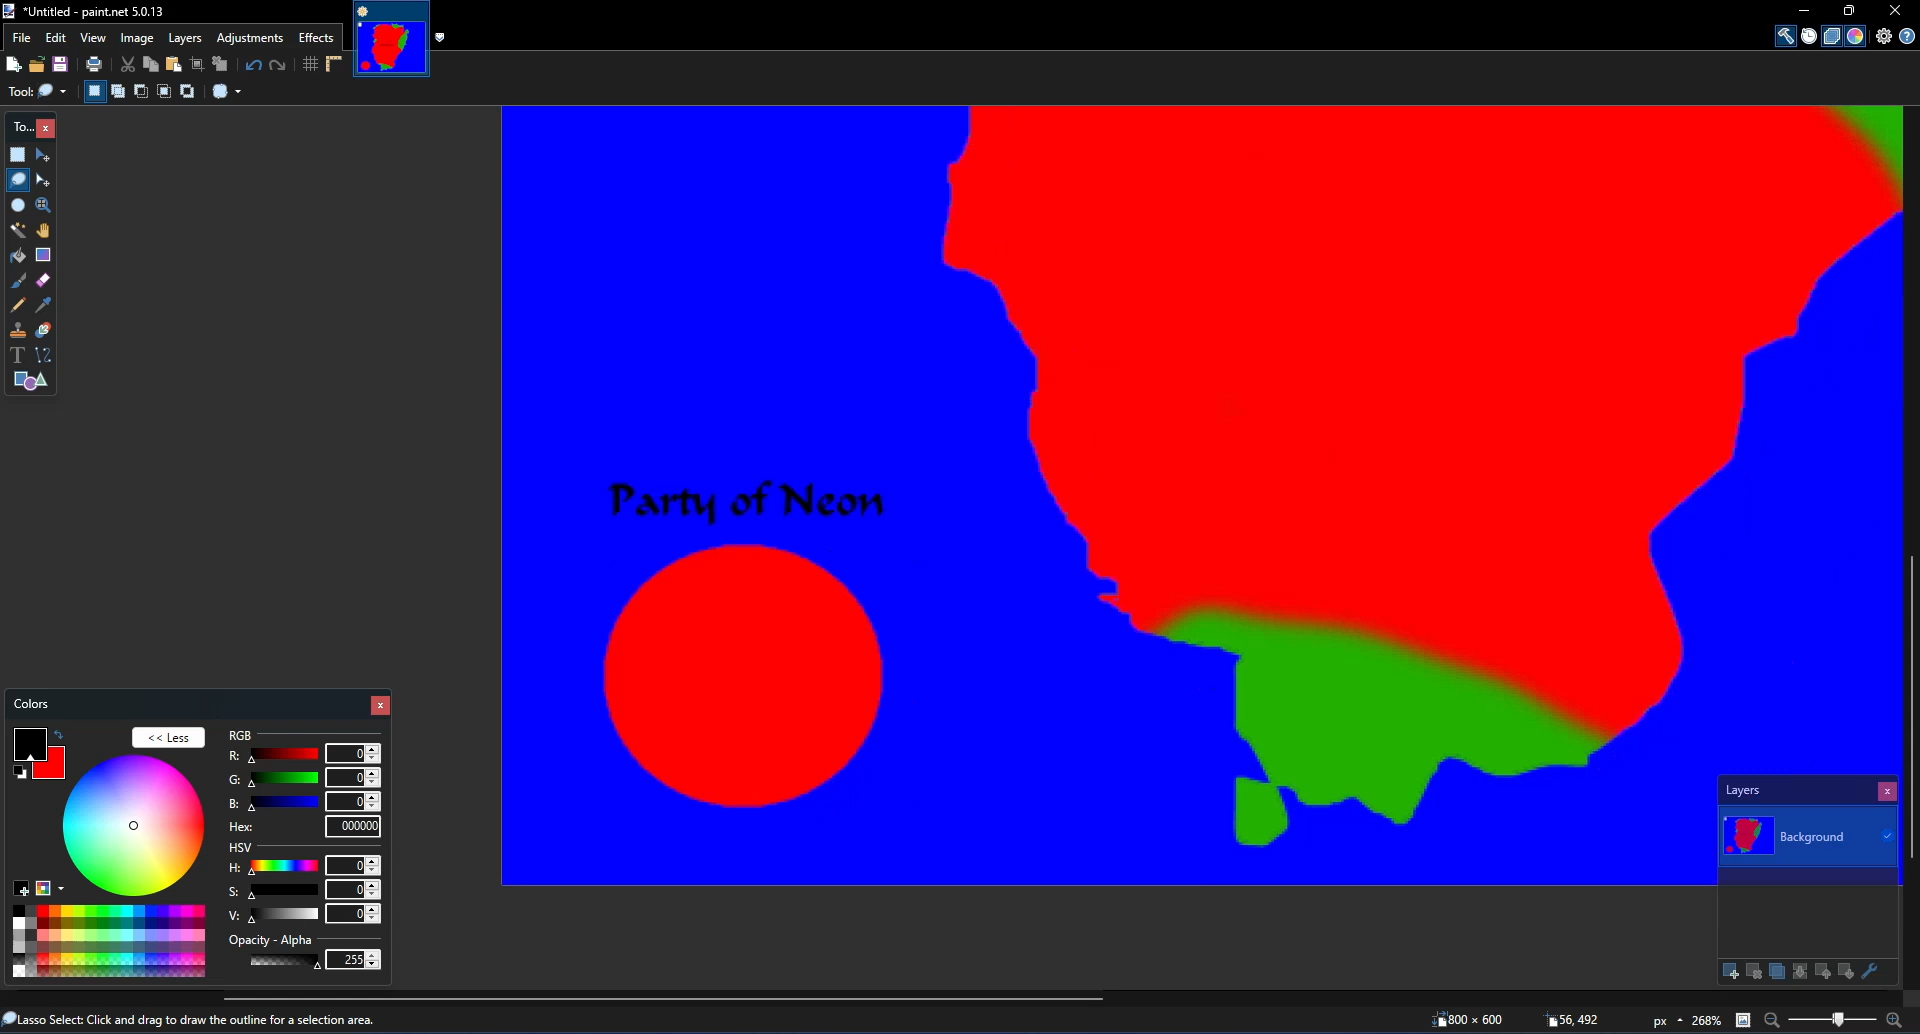 *Untitled - paint.net 5.0.13
File Edit View Image Layers Adjustments Effects
Tool:
To... x
Party of Neon
Colors x
<< Less
RGB
R: 0
G: 0
B: 0
Hex: 000000
HSV
H: 0
S: 0
V: 0
Opacity - Alpha
255
Layers x
Background
Lasso Select: Click and drag to draw the outline for a selection area.
800 × 600 56, 492 px 268%